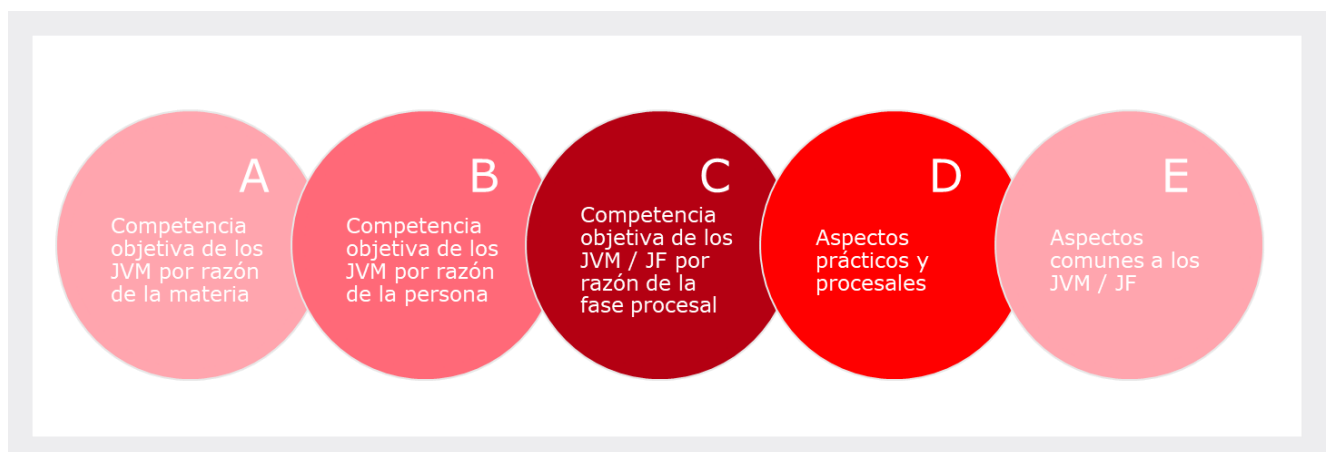 A
Competencia
objetiva de los
JVM por razón
de la materia
B
Competencia
objetiva de los
JVM por razón
de la persona
C
Competencia
objetiva de los
JVM / JF por
razón de la
fase procesal
D
Aspectos
prácticos y
procesales
E
Aspectos
comunes a los
JVM / JF